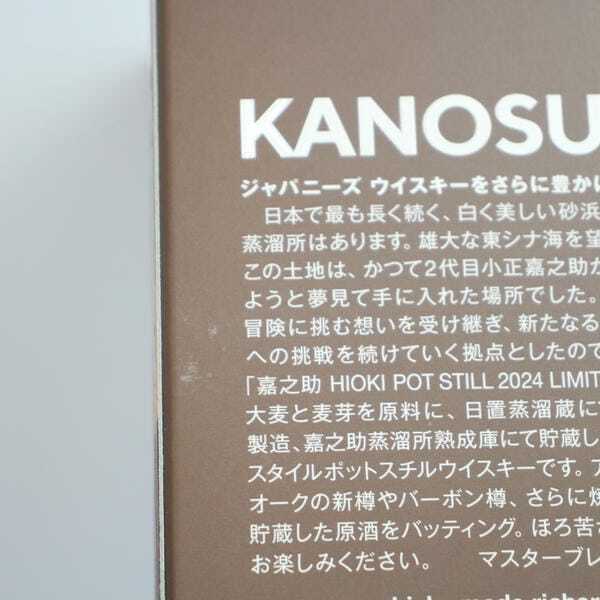 KANOSU
ジャパニーズ ウイスキーをさらに豊かに
日本で最も長く続く、白く美しい砂浜
蒸溜所はあります。雄大な東シナ海を望
この土地は、かつて2代目小正嘉之助が
ようと夢見て手に入れた場所でした。
冒険に挑む想いを受け継ぎ、新たなる
への挑戦を続けていく拠点としたので
「嘉之助 HIOKI POT STILL 2024 LIMIT
大麦と麦芽を原料に、日置蒸溜蔵に
製造、嘉之助蒸溜所熟成庫にて貯蔵し
スタイルポットスチルウイスキーです。ア
オークの新樽やバーボン樽、さらに焼
貯蔵した原酒をバッティング。ほろ苦
お楽しみください。 マスターブレ